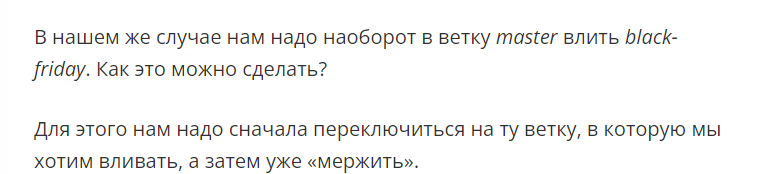 В нашем же случае нам надо наоборот в ветку master влить black-
friday. Как это можно сделать?
Для этого нам надо сначала переключиться на ту ветку, в которую мы
хотим вливать, а затем уже «мержить».